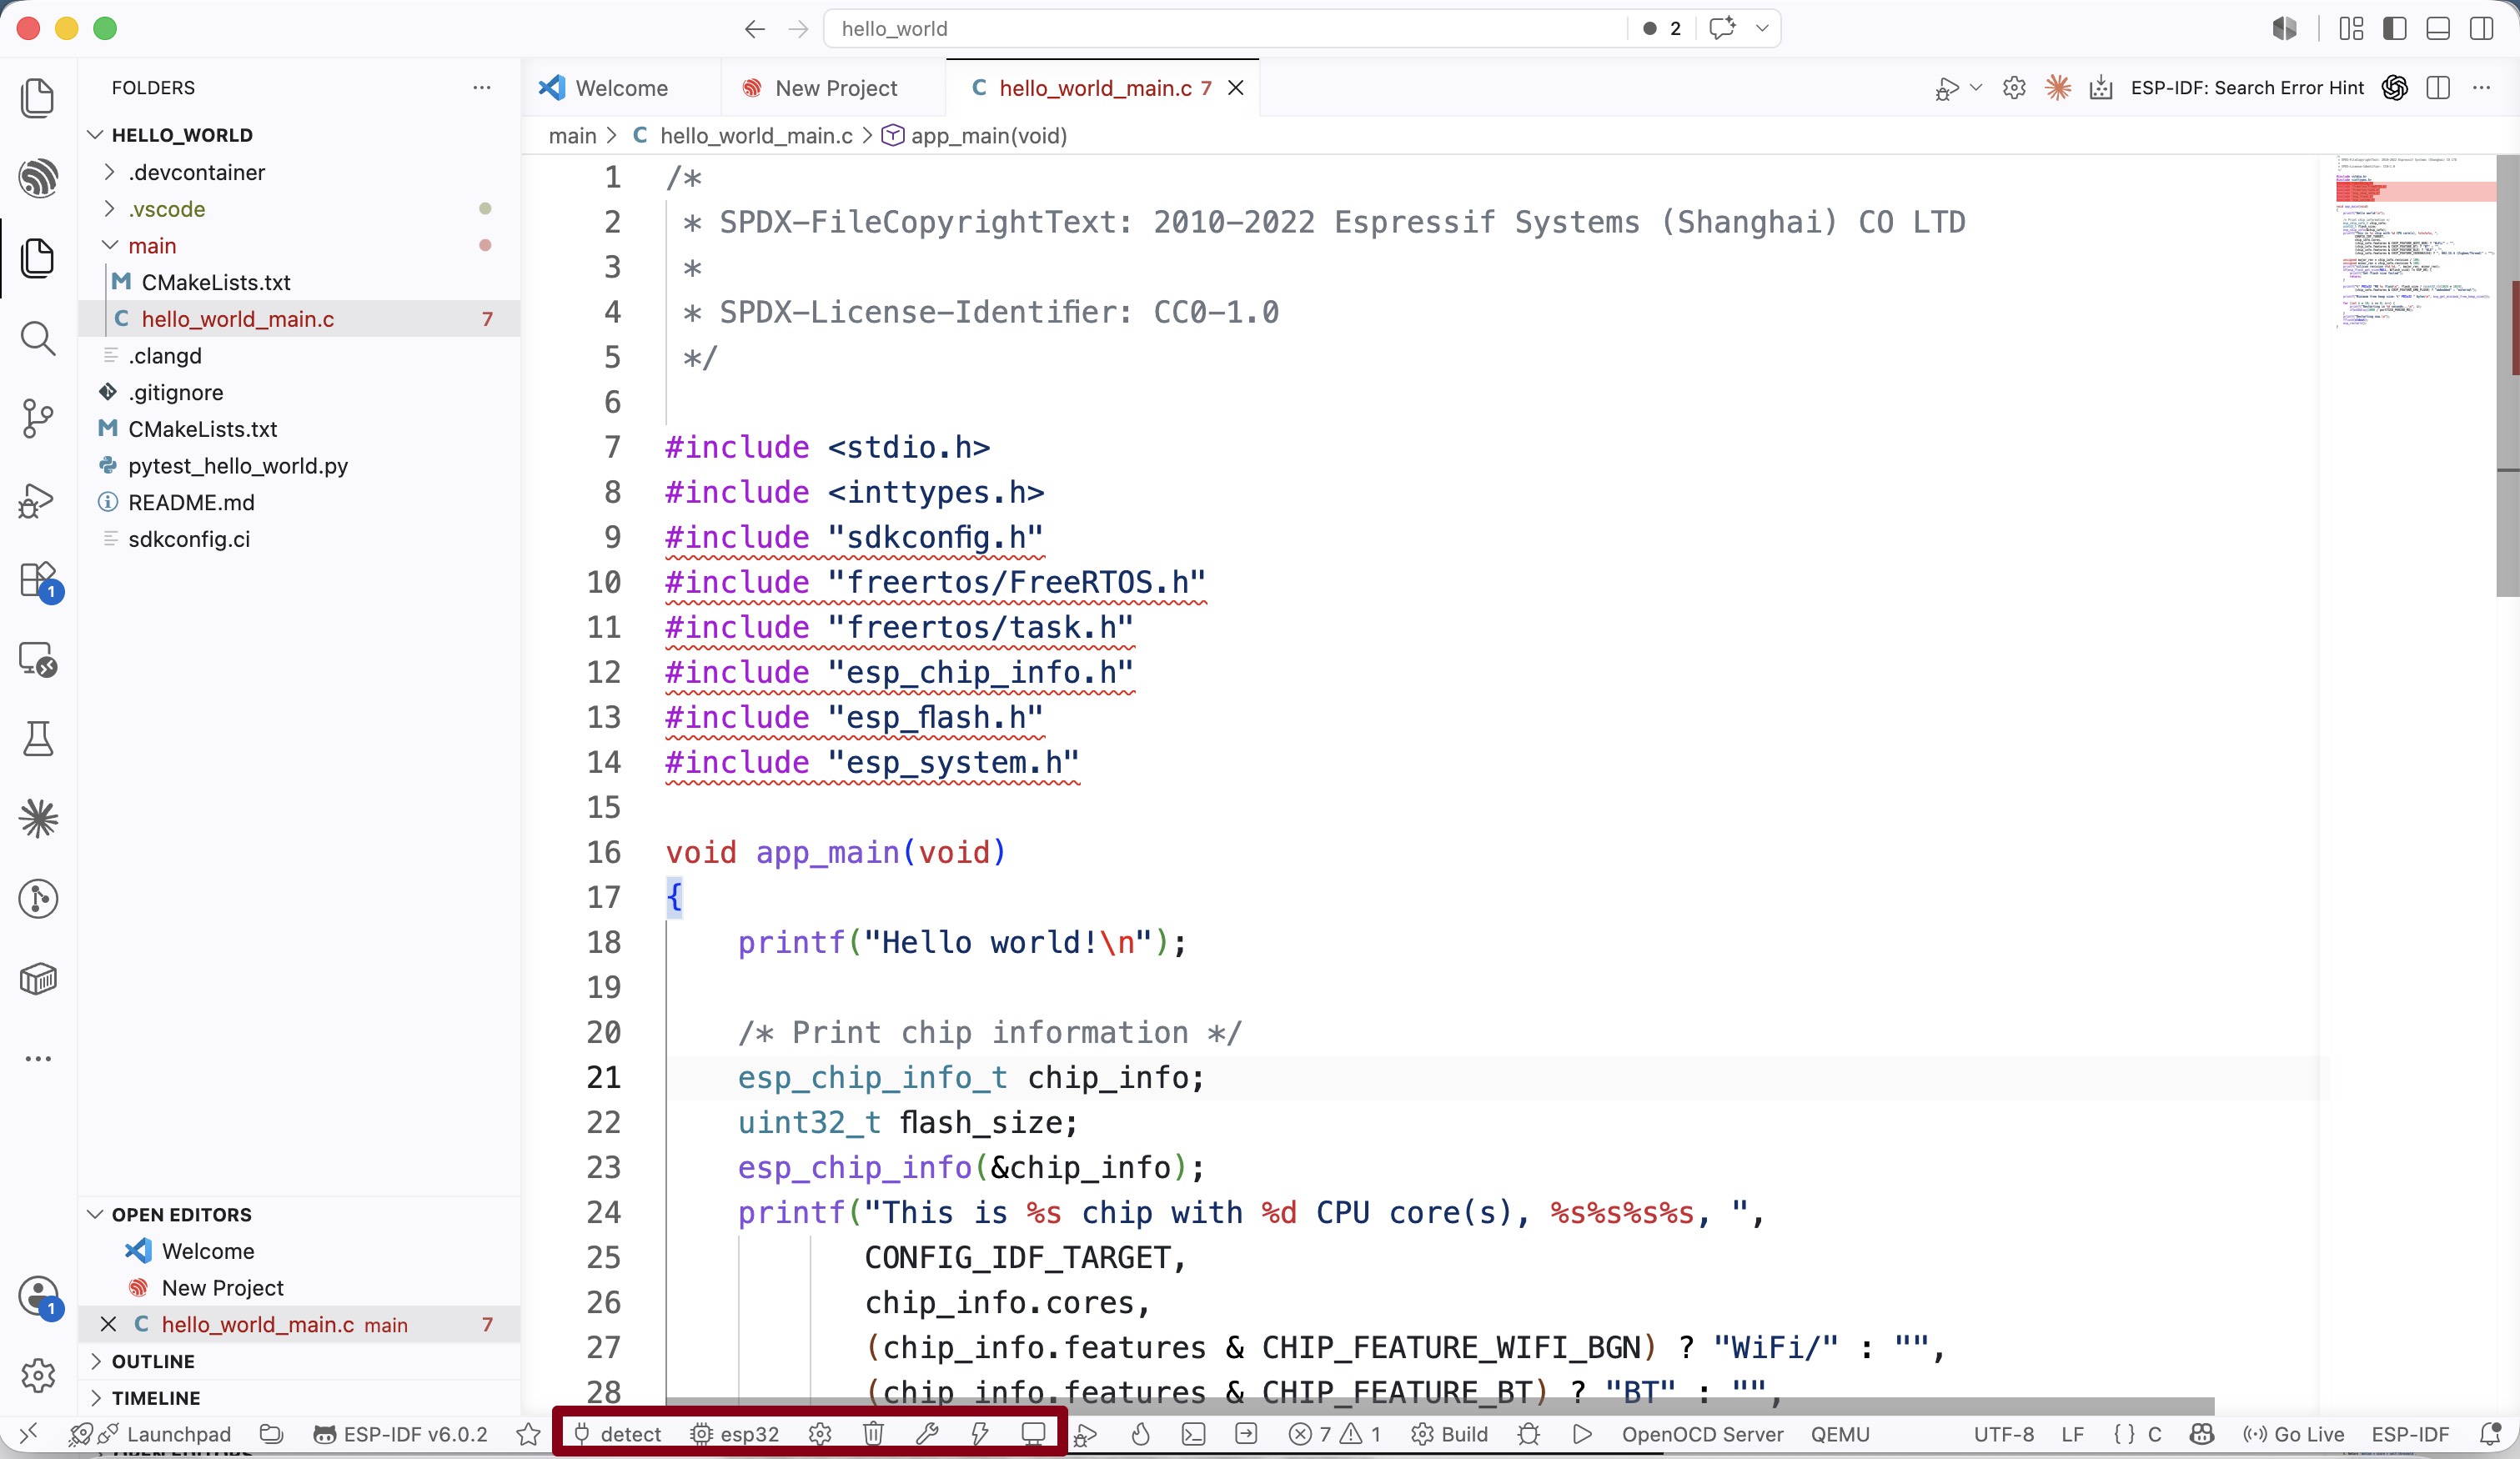 hello_world
2
FOLDERS
Welcome
New Project
hello_world_main.c 7
ESP-IDF: Search Error Hint
HELLO_WORLD
main > hello_world_main.c > app_main(void)
.devcontainer
.vscode
main
CMakeLists.txt
hello_world_main.c 7
.clangd
.gitignore
CMakeLists.txt
pytest_hello_world.py
README.md
sdkconfig.ci
1 /*
2 * SPDX-FileCopyrightText: 2010-2022 Espressif Systems (Shanghai) CO LTD
3 *
4 * SPDX-License-Identifier: CC0-1.0
5 */
6
7 #include <stdio.h>
8 #include <inttypes.h>
9 #include "sdkconfig.h"
10 #include "freertos/FreeRTOS.h"
11 #include "freertos/task.h"
12 #include "esp_chip_info.h"
13 #include "esp_flash.h"
14 #include "esp_system.h"
15
16 void app_main(void)
17 {
18 printf("Hello world!\n");
19
20 /* Print chip information */
21 esp_chip_info_t chip_info;
22 uint32_t flash_size;
23 esp_chip_info(&chip_info);
24 printf("This is %s chip with %d CPU core(s), %s%s%s%s, ",
25 CONFIG_IDF_TARGET,
26 chip_info.cores,
27 (chip_info.features & CHIP_FEATURE_WIFI_BGN) ? "WiFi/" : "",
28 (chip_info.features & CHIP_FEATURE_BT) ? "BT" : "",
1
OPEN EDITORS
Welcome
New Project
hello_world_main.c main 7
1
OUTLINE
TIMELINE
Launchpad ESP-IDF v6.0.2 detect esp32 7 1 Build OpenOCD Server QEMU UTF-8 LF {} C Go Live ESP-IDF